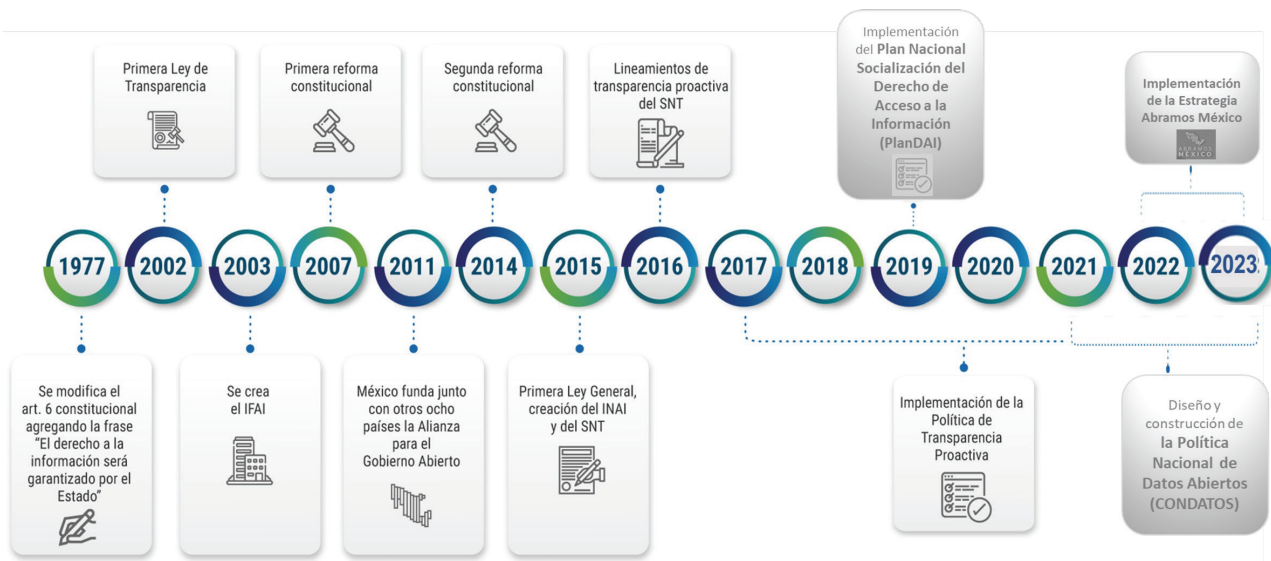 Primera Ley de
Transparencia
Primera reforma
constitucional
Segunda reforma
constitucional
Lineamientos de
transparencia proactiva
del SNT
Implementación
del Plan Nacional
Socialización del
Derecho de
Acceso a la
Información
(PlanDAI)
Implementación
de la Estrategia
Abramos México
ABRAMOS
MÉXICO
1977
2002
2003
2007
2011
2014
2015
2016
2017
2018
2019
2020
2021
2022
2023
Se modifica el
art. 6 constitucional
agregando la frase
“El derecho a la
información será
garantizado por el
Estado”
Se crea
el IFAI
México funda junto
con otros ocho
países la Alianza
para el
Gobierno Abierto
Primera Ley General,
creación del INAI
y del SNT
Implementación de la
Política de
Transparencia
Proactiva
Diseño y
construcción de
la Política
Nacional de
Datos Abiertos
(CONDATOS)